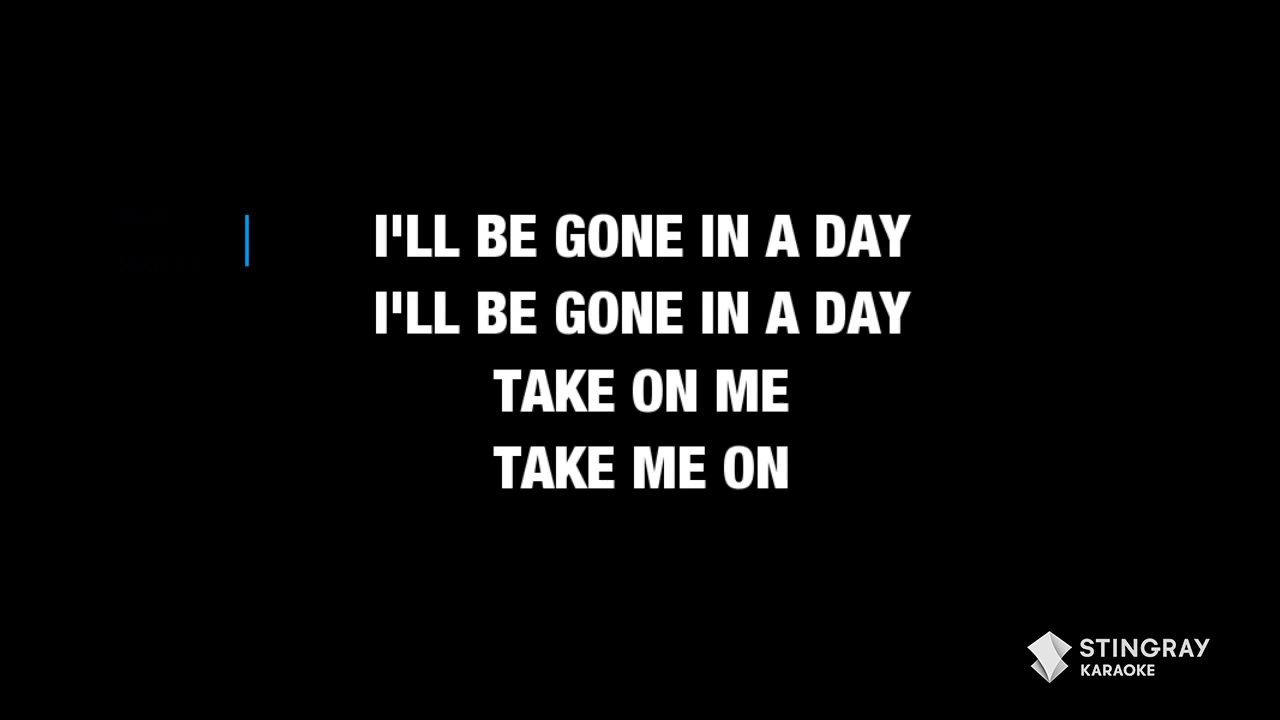 I'LL BE GONE IN A DAY
I'LL BE GONE IN A DAY
TAKE ON ME
TAKE ME ON
STINGRAY
KARAOKE